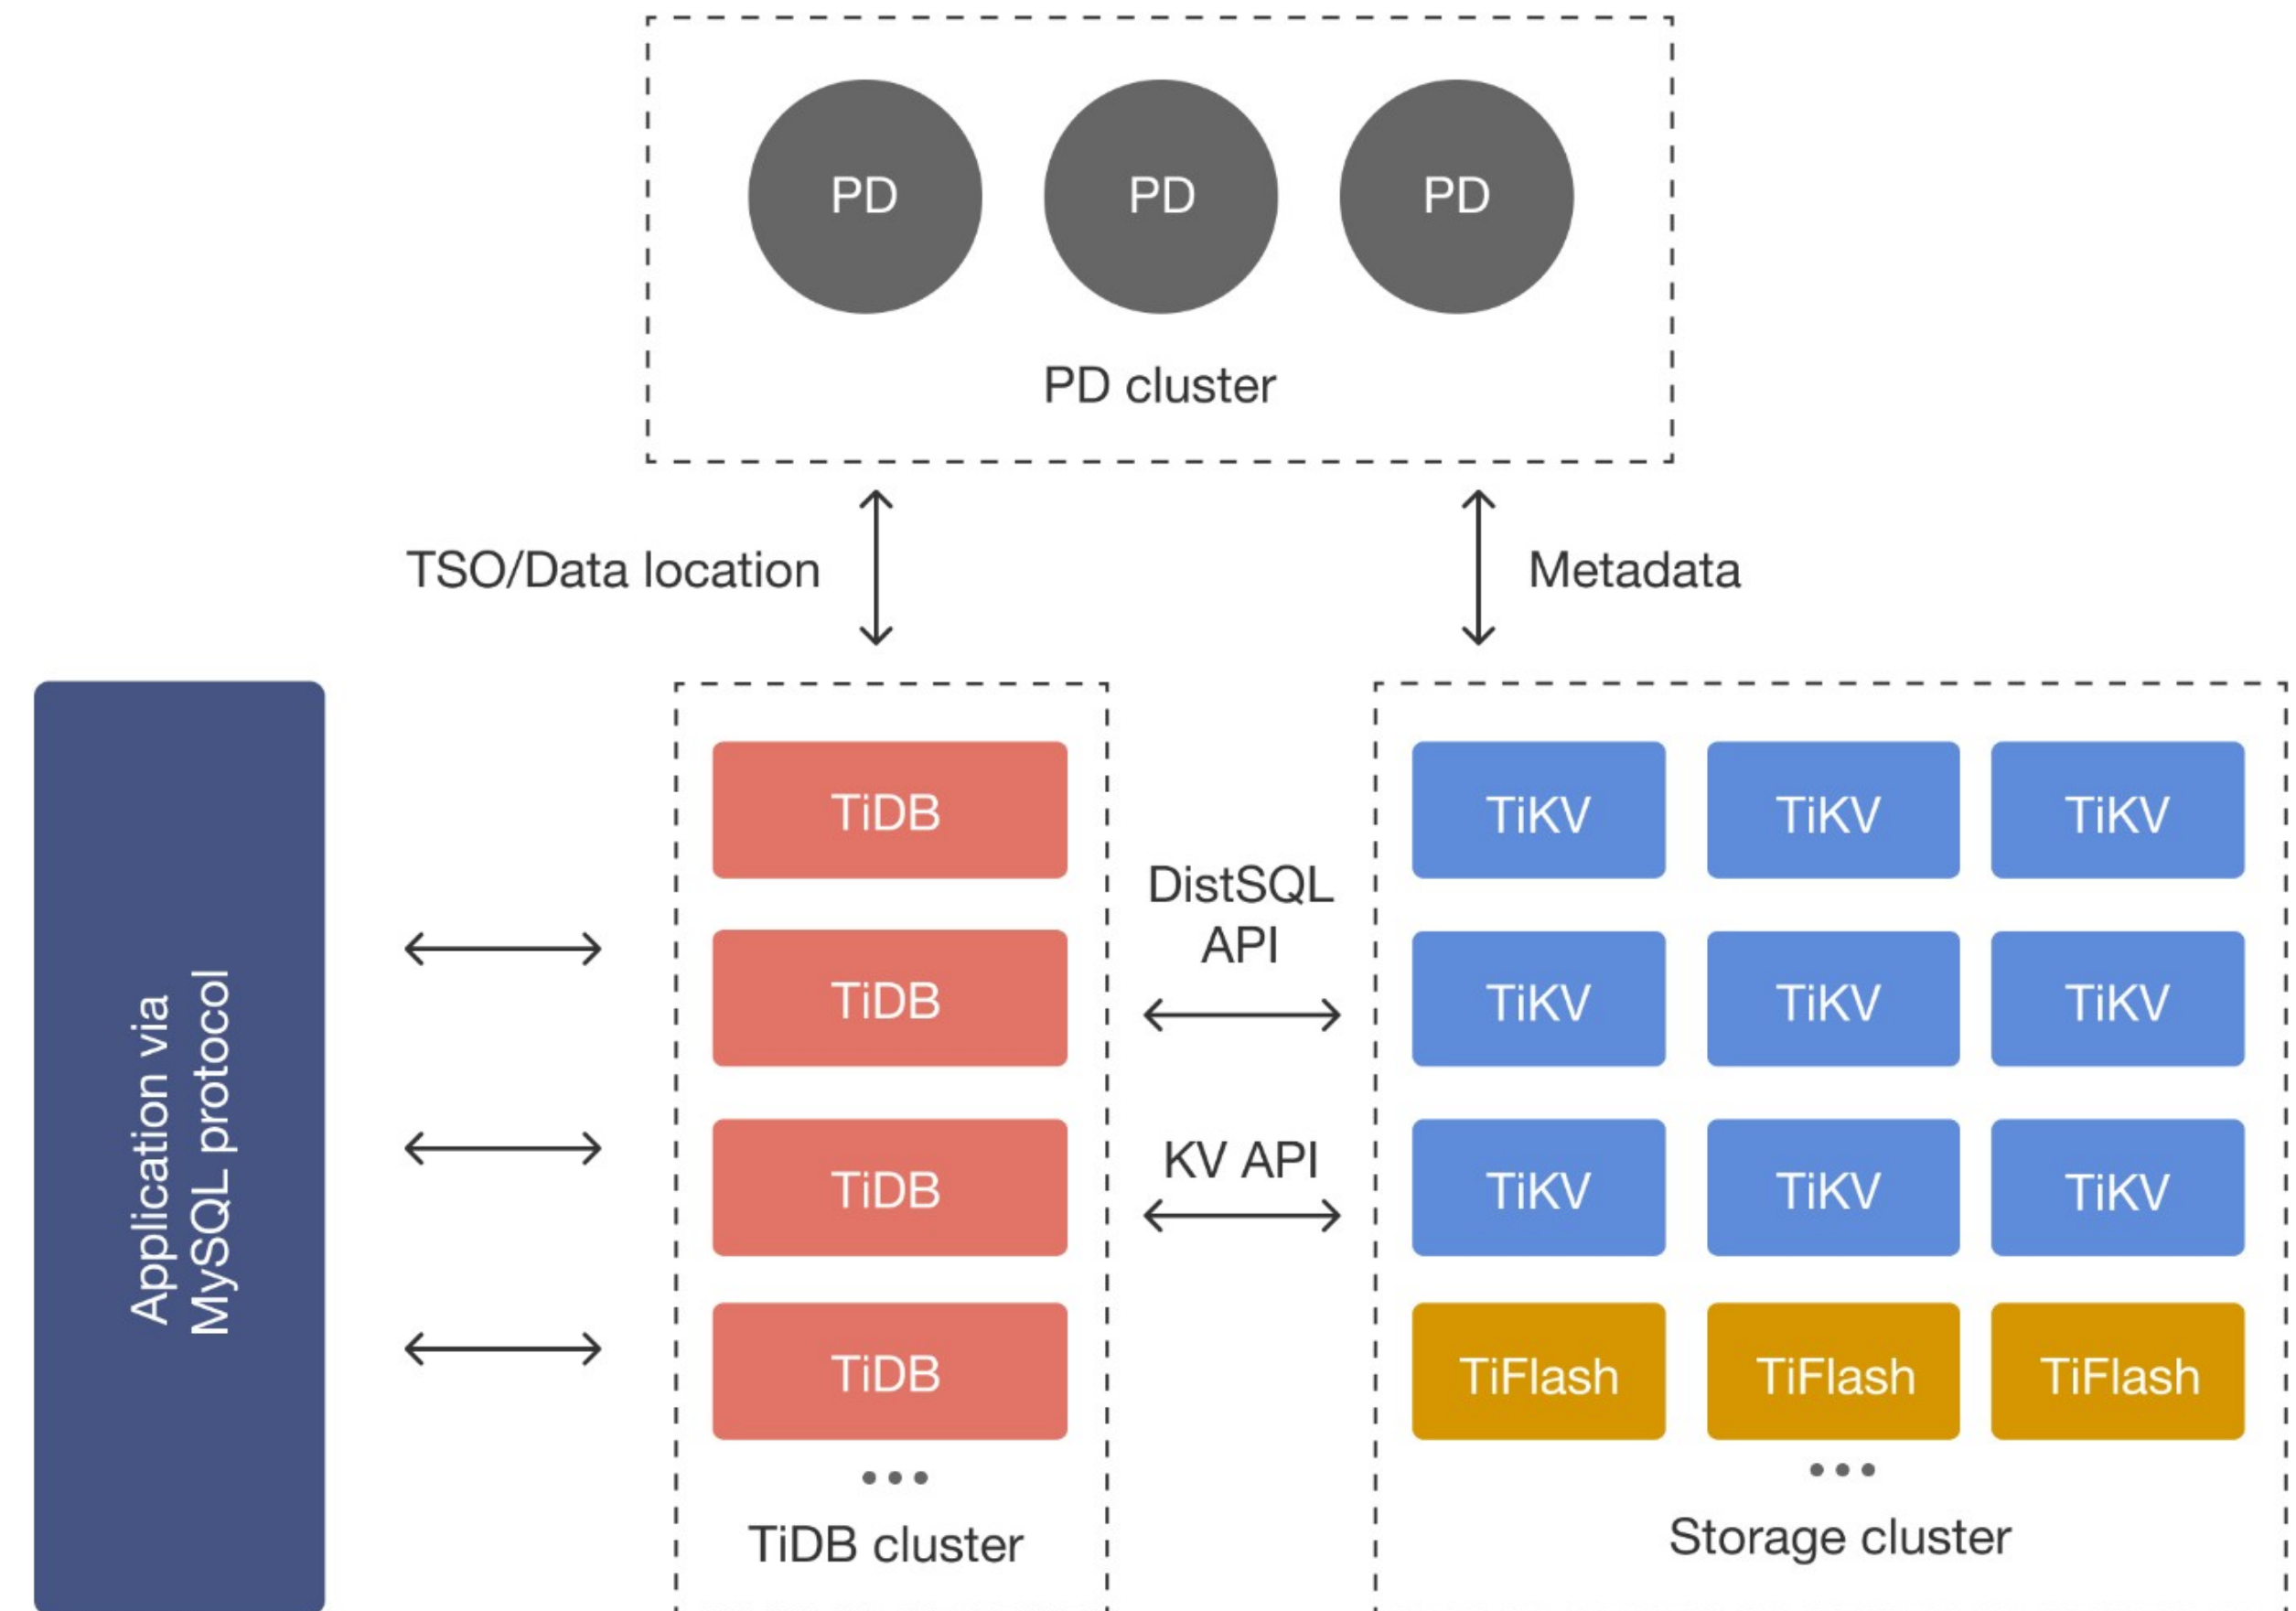 PD PD PD
PD cluster
TSO/Data location
Metadata
Application via
MySQL protocol
TiDB
TiDB
TiDB
TiDB
TiDB cluster
DistSQL
API
KV API
TiKV TiKV TiKV
TiKV TiKV TiKV
TiKV TiKV TiKV
TiFlash TiFlash TiFlash
Storage cluster